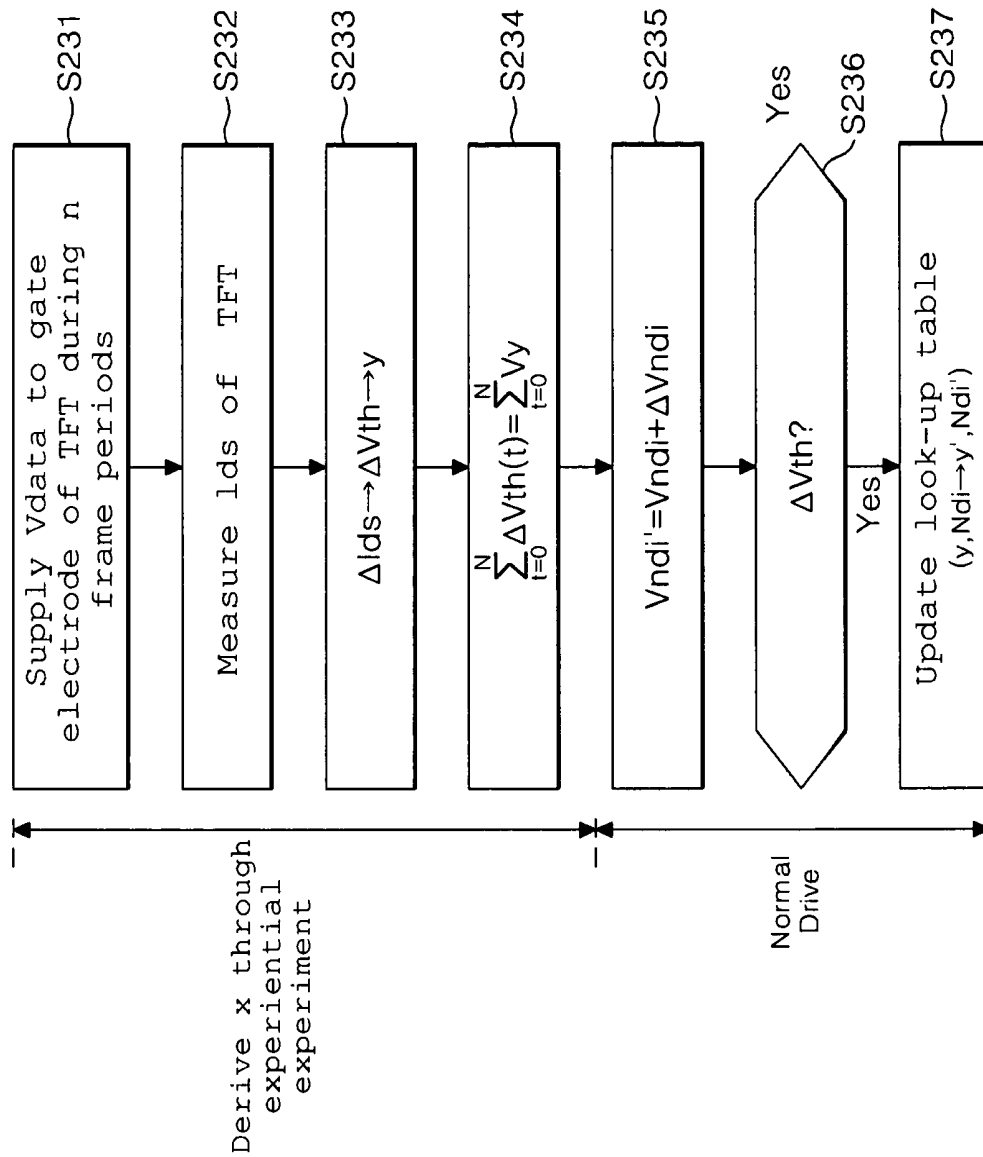 Supply Vdata to gate
electrode of TFT during n
frame periods
S231
Measure Ids of TFT
S232
ΔIds→ΔVth→y
S233
N N
∑ ΔVth(t)= ∑ Vy
t=0 t=0
S234
Vndi'=Vndi+ΔVndi
S235
ΔVth?
Yes
S236
Yes
Update look-up table
(y,Ndi→y',Ndi')
S237
Derive x through
experiential
experiment
Normal
Drive